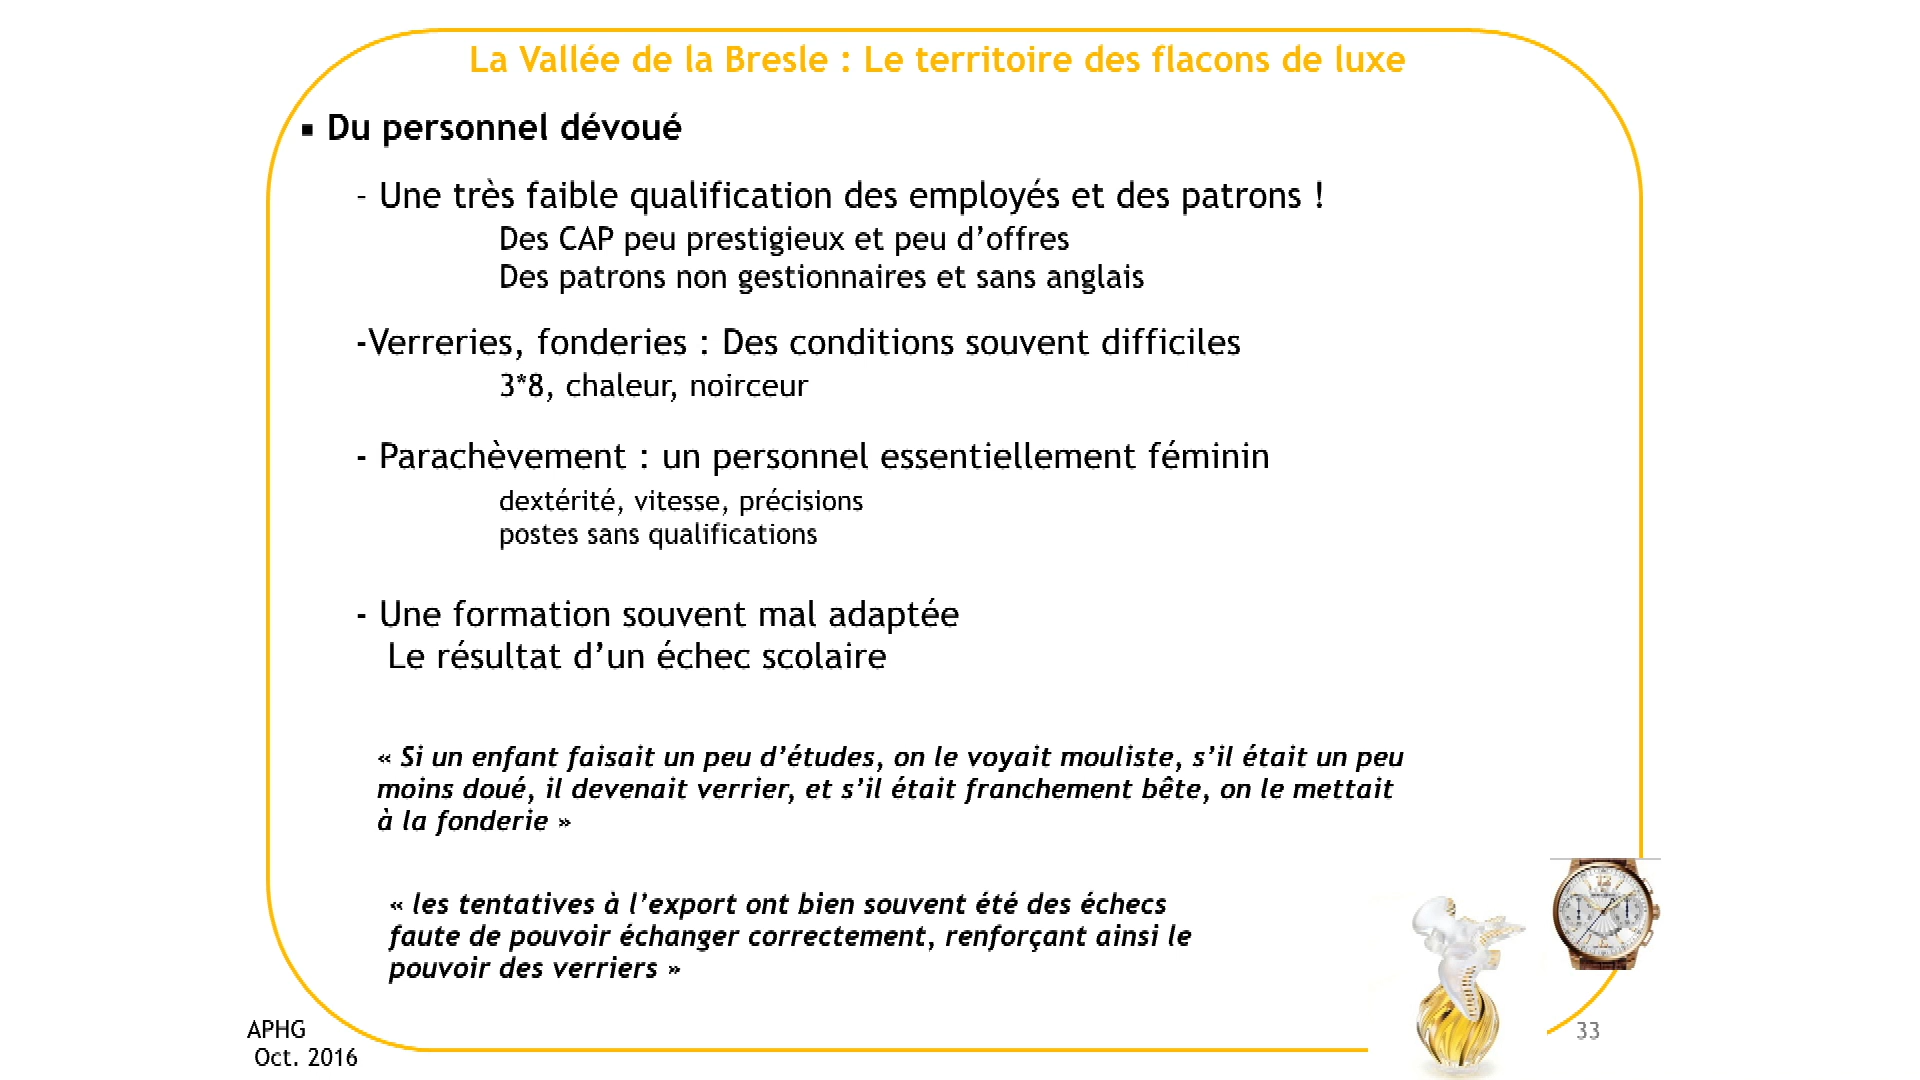 La Vallée de la Bresle : Le territoire des flacons de luxe
▪ Du personnel dévoué
- Une très faible qualification des employés et des patrons !
Des CAP peu prestigieux et peu d’offres
Des patrons non gestionnaires et sans anglais
-Verreries, fonderies : Des conditions souvent difficiles
3*8, chaleur, noirceur
- Parachèvement : un personnel essentiellement féminin
dextérité, vitesse, précisions
postes sans qualifications
- Une formation souvent mal adaptée
Le résultat d’un échec scolaire
« Si un enfant faisait un peu d’études, on le voyait mouliste, s’il était un peu
moins doué, il devenait verrier, et s’il était franchement bête, on le mettait
à la fonderie »
« les tentatives à l’export ont bien souvent été des échecs
faute de pouvoir échanger correctement, renforçant ainsi le
pouvoir des verriers »
APHG
Oct. 2016
33